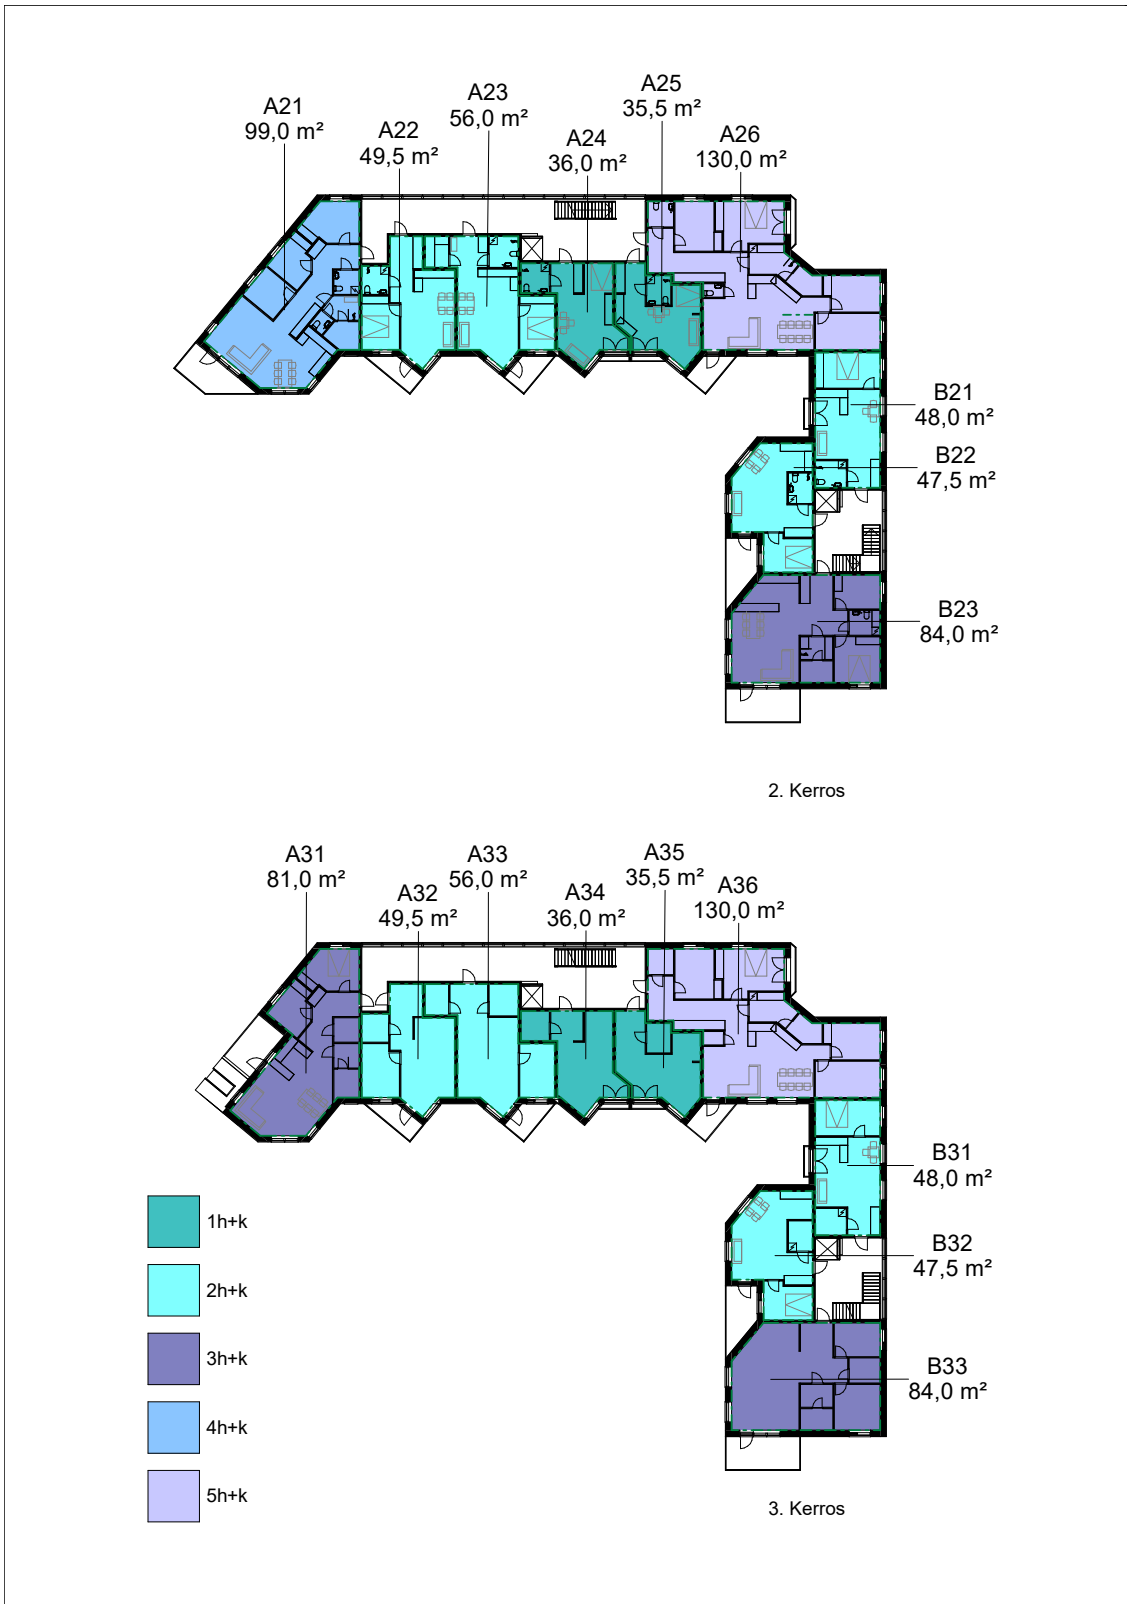 A21
99,0 m²
A22
49,5 m²
A23
56,0 m²
A24
36,0 m²
A25
35,5 m²
A26
130,0 m²
B21
48,0 m²
B22
47,5 m²
B23
84,0 m²
2. Kerros
A31
81,0 m²
A32
49,5 m²
A33
56,0 m²
A34
36,0 m²
A35
35,5 m²
A36
130,0 m²
B31
48,0 m²
B32
47,5 m²
B33
84,0 m²
1h+k
2h+k
3h+k
4h+k
5h+k
3. Kerros